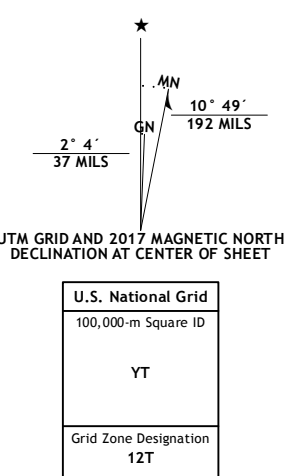 ★
MN
10° 49´
192 MILS
GN
2° 4´
37 MILS
UTM GRID AND 2017 MAGNETIC NORTH
DECLINATION AT CENTER OF SHEET
U.S. National Grid
100,000-m Square ID
YT
Grid Zone Designation
12T